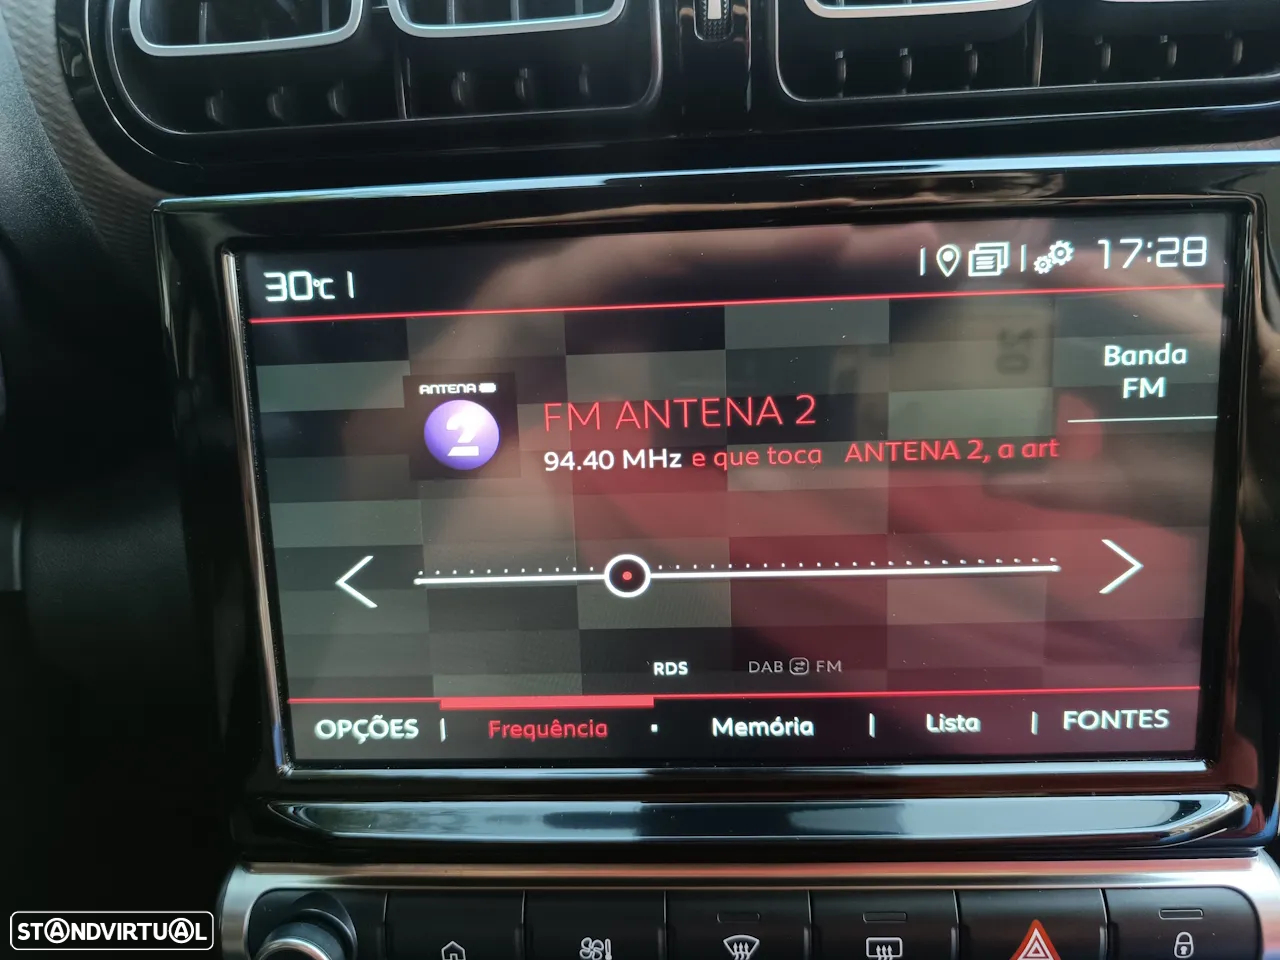 30°C
17:28
Banda
FM
ANTENA
2
FM ANTENA 2
94.40 MHz e que toca ANTENA 2, a art
RDS DAB FM
OPÇÕES Frequência Memória Lista FONTES
STANDVIRTUAL